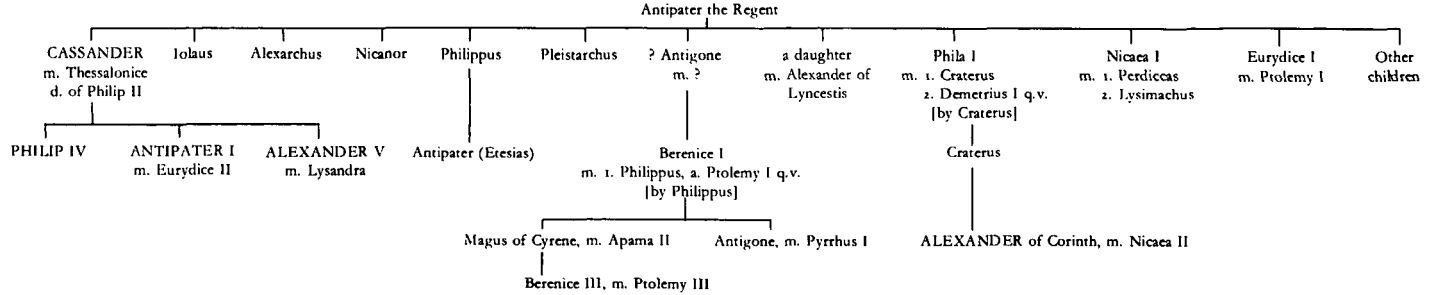 Antipater the Regent
CASSANDER
m. Thessalonice
d. of Philip II
Iolaus
Alexarchus
Nicanor
Philippus
Pleistarchus
? Antigone
m. ?
a daughter
m. Alexander of
Lyncestis
Phila I
m. 1. Craterus
2. Demetrius I q.v.
[by Craterus]
Nicaea I
m. 1. Perdiccas
2. Lysimachus
Eurydice I
m. Ptolemy I
Other
children
PHILIP IV
ANTIPATER I
m. Eurydice II
ALEXANDER V
m. Lysandra
Antipater (Etesias)
Berenice I
m. 1. Philippus, a. Ptolemy I q.v.
[by Philippus]
Craterus
Magus of Cyrene, m. Apama II
Antigone, m. Pyrrhus I
ALEXANDER of Corinth, m. Nicaea II
Berenice III, m. Ptolemy III